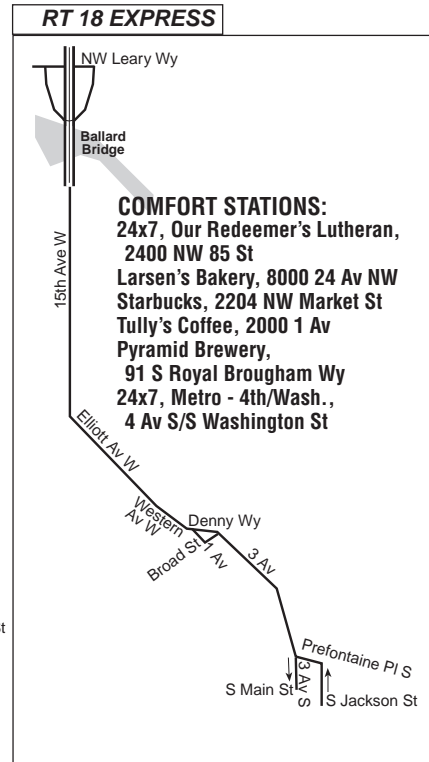 RT 18 EXPRESS
NW Leary Wy
Ballard
Bridge
COMFORT STATIONS:
24x7, Our Redeemer's Lutheran,
2400 NW 85 St
Larsen's Bakery, 8000 24 Av NW
Starbucks, 2204 NW Market St
Tully's Coffee, 2000 1 Av
Pyramid Brewery,
91 S Royal Brougham Wy
24x7, Metro - 4th/Wash.,
4 Av S/S Washington St
15th Ave W
Elliott Av W
Western
Av W
Denny Wy
Broad St
1 Av
3 Av
Prefontaine Pl S
S Main St
3 Av S
S Jackson St